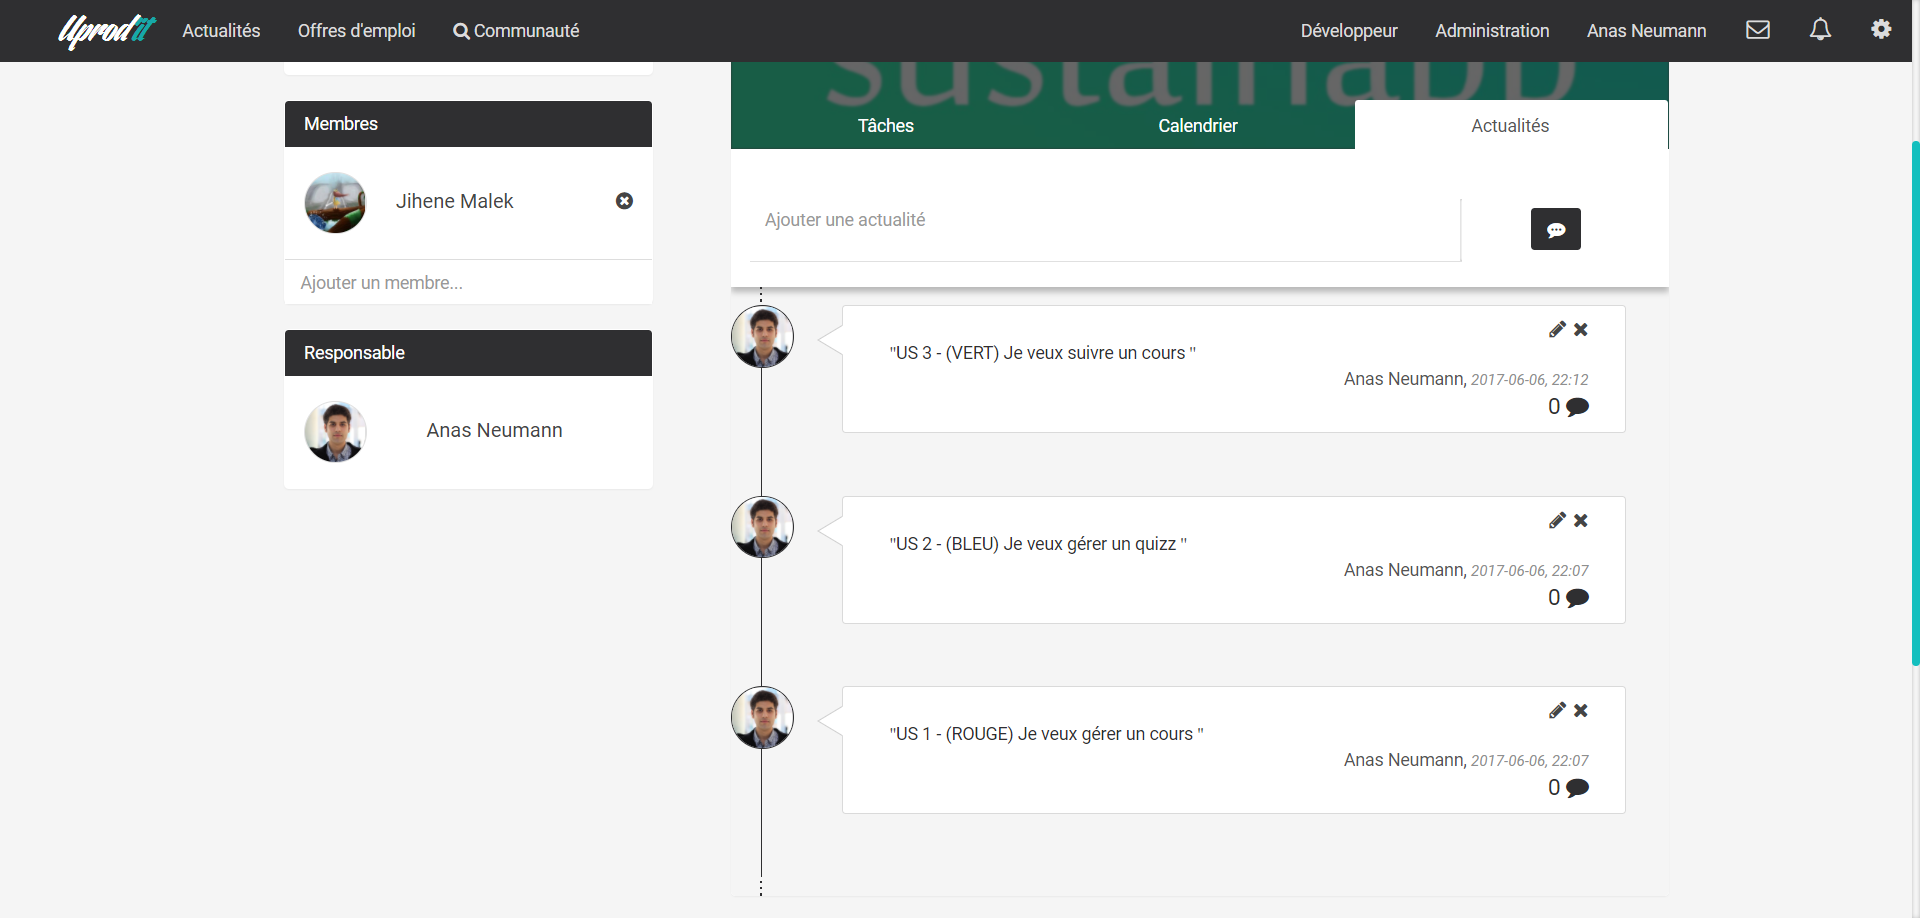 Uprodit
Actualités
Offres d'emploi
Communauté
Développeur
Administration
Anas Neumann
Membres
Jihene Malek
Ajouter un membre...
Responsable
Anas Neumann
sustainabb
Tâches
Calendrier
Actualités
Ajouter une actualité
"US 3 - (VERT) Je veux suivre un cours "
Anas Neumann, 2017-06-06, 22:12
0
"US 2 - (BLEU) Je veux gérer un quizz "
Anas Neumann, 2017-06-06, 22:07
0
"US 1 - (ROUGE) Je veux gérer un cours "
Anas Neumann, 2017-06-06, 22:07
0